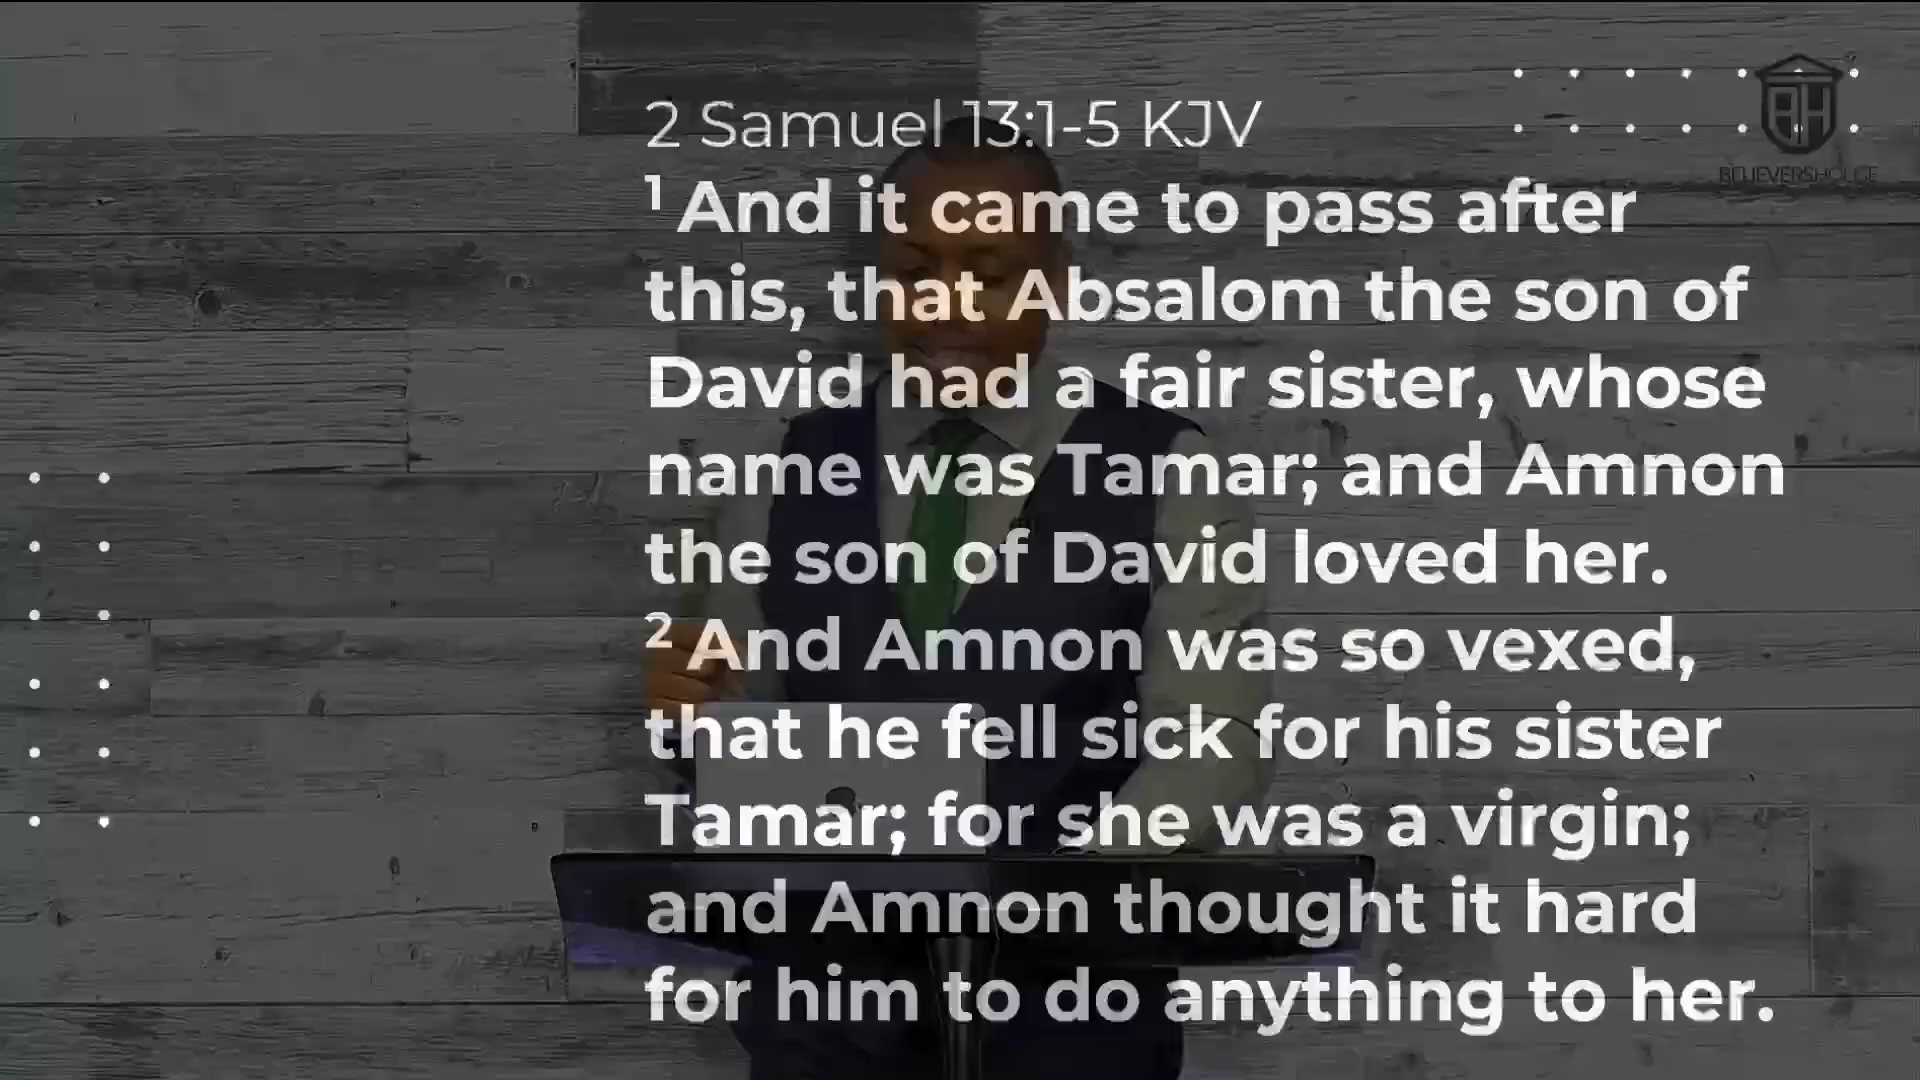 2 Samuel 13:1-5 KJV
1 And it came to pass after
this, that Absalom the son of
David had a fair sister, whose
name was Tamar; and Amnon
the son of David loved her.
2 And Amnon was so vexed,
that he fell sick for his sister
Tamar; for she was a virgin;
and Amnon thought it hard
for him to do anything to her.
BH
BELIEVERSHOUSE